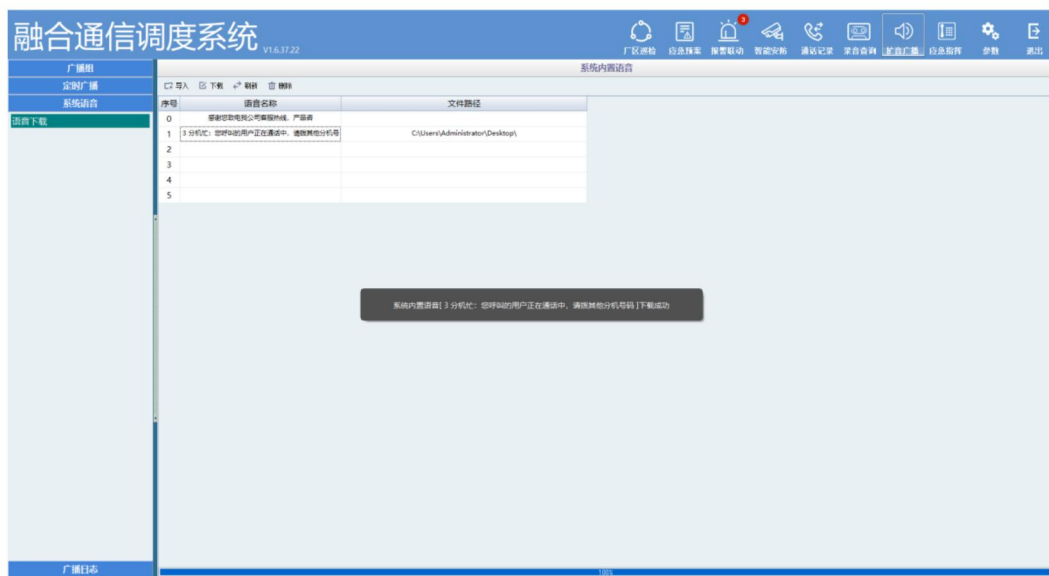 融合通信调度系统 V1.6.37.22
3
厂区巡检 应急预案 报警联动 智能安防 通话记录 录音查询 扩音广播 应急指挥 参数 退出
广播组
定时广播
系统语音
语音下载
系统内置语音
导入 下载 刷新 删除
序号 语音名称 文件路径
0 感谢您致电我公司客服热线，产品咨
1 3 分机忙：您呼叫的用户正在通话中，请拨其他分机号 C:\Users\Administrator\Desktop\
2
3
4
5
系统内置语音[ 3 分机忙：您呼叫的用户正在通话中，请拨其他分机号码 ]下载成功
广播日志
100%